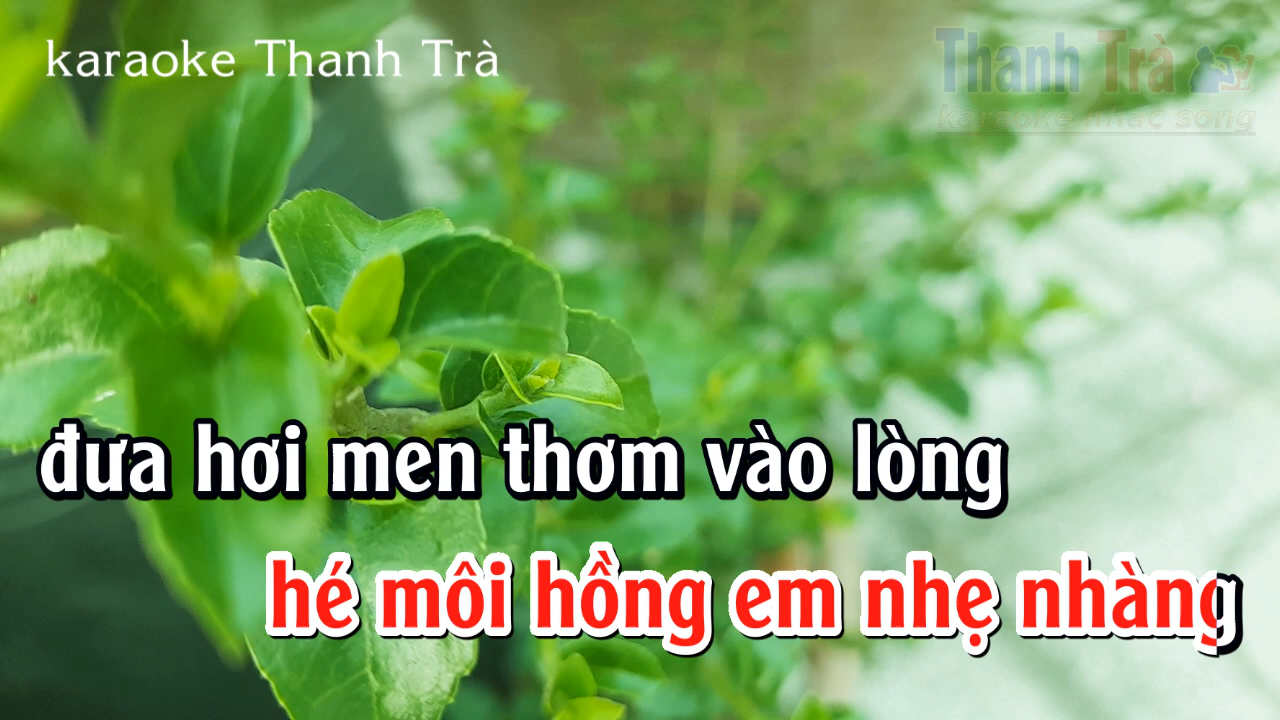 karaoke Thanh Trà
Thanh Trà
karaoke nhạc sống
đưa hơi men thơm vào lòng
hé môi hồng em nhẹ nhàng